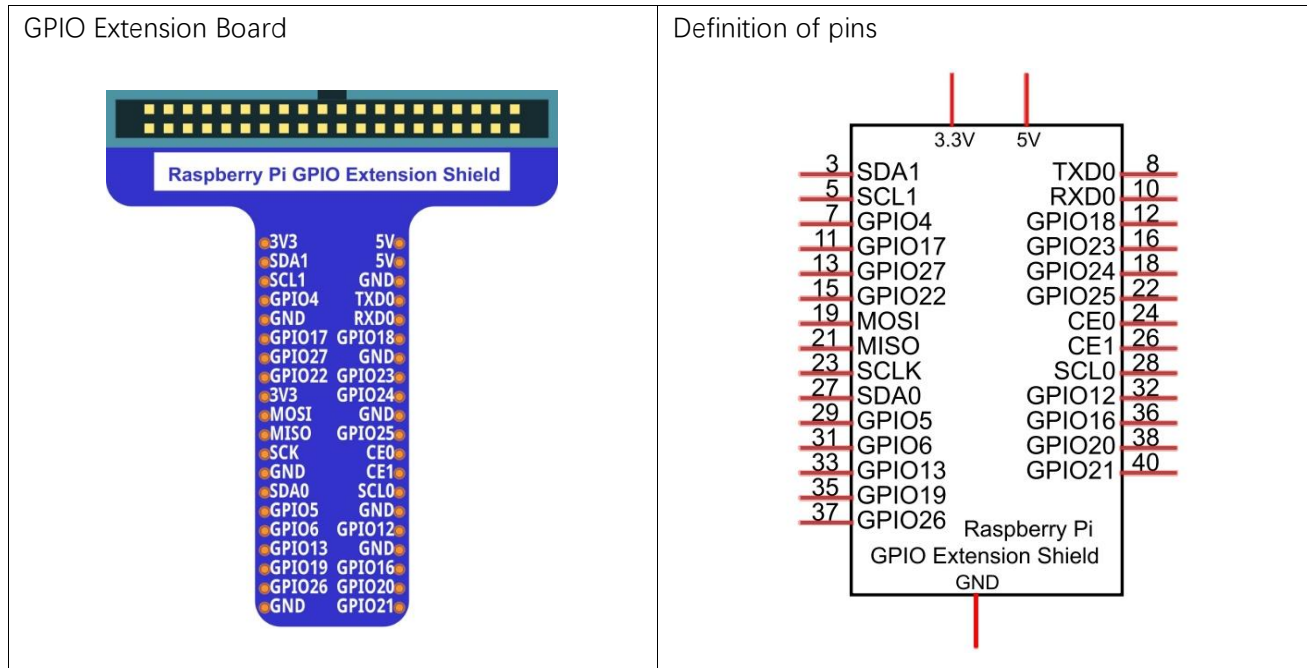 GPIO Extension Board
Raspberry Pi GPIO Extension Shield
3V3 5V
SDA1 5V
SCL1 GND
GPIO4 TXD0
GND RXD0
GPIO17 GPIO18
GPIO27 GND
GPIO22 GPIO23
3V3 GPIO24
MOSI GND
MISO GPIO25
SCK CE0
GND CE1
SDA0 SCL0
GPIO5 GND
GPIO6 GPIO12
GPIO13 GND
GPIO19 GPIO16
GPIO26 GPIO20
GND GPIO21
Definition of pins
3.3V 5V
3 SDA1 TXD0 8
5 SCL1 RXD0 10
7 GPIO4 GPIO18 12
11 GPIO17 GPIO23 16
13 GPIO27 GPIO24 18
15 GPIO22 GPIO25 22
19 MOSI CE0 24
21 MISO CE1 26
23 SCLK SCL0 28
27 SDA0 GPIO12 32
29 GPIO5 GPIO16 36
31 GPIO6 GPIO20 38
33 GPIO13 GPIO21 40
35 GPIO19
37 GPIO26
Raspberry Pi
GPIO Extension Shield
GND